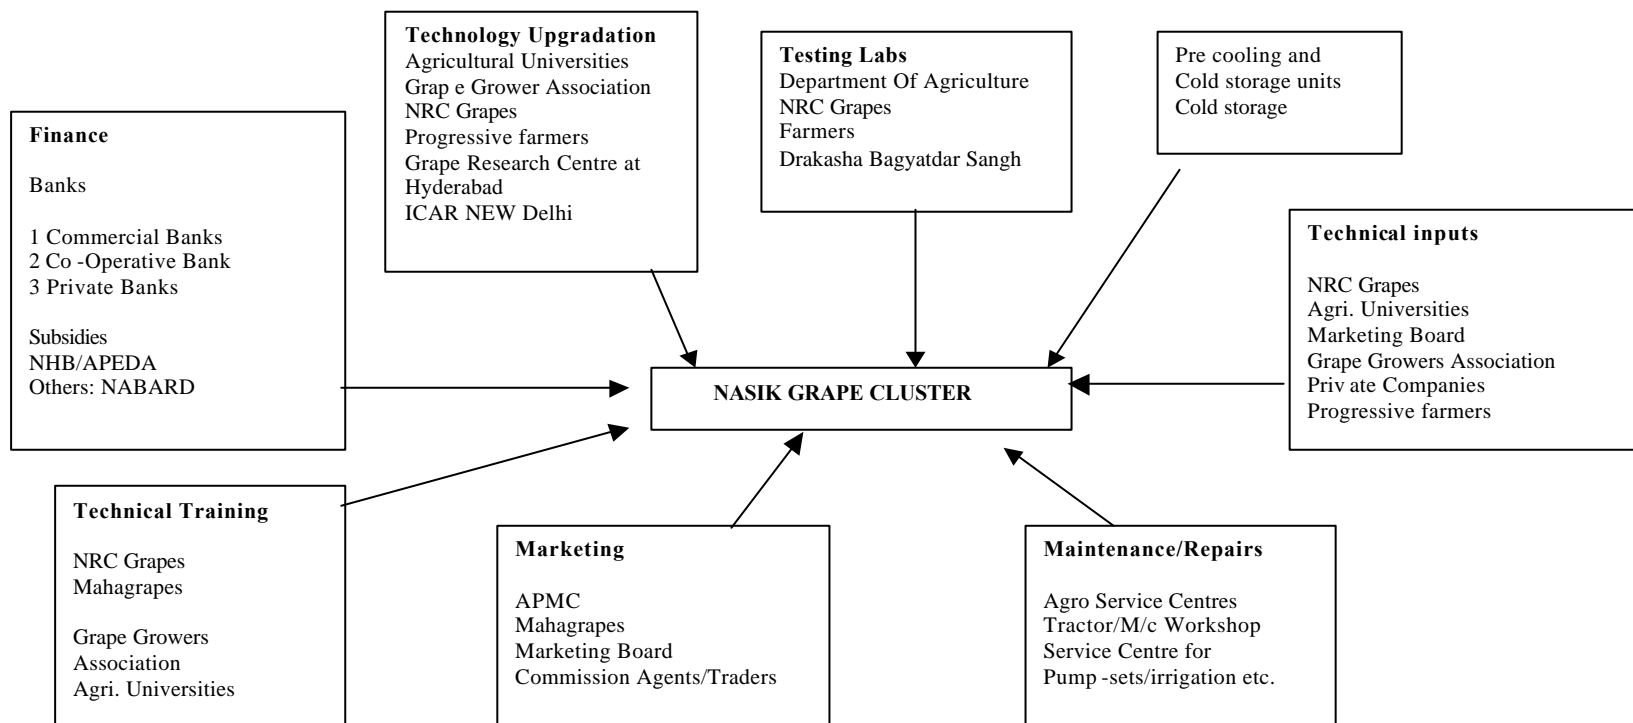 Technology Upgradation
Agricultural Universities
Grap e Grower Association
NRC Grapes
Progressive farmers
Grape Research Centre at
Hyderabad
ICAR NEW Delhi
Testing Labs
Department Of Agriculture
NRC Grapes
Farmers
Drakasha Bagyatdar Sangh
Pre cooling and
Cold storage units
Cold storage
Finance
Banks
1 Commercial Banks
2 Co -Operative Bank
3 Private Banks
Subsidies
NHB/APEDA
Others: NABARD
Technical inputs
NRC Grapes
Agri. Universities
Marketing Board
Grape Growers Association
Priv ate Companies
Progressive farmers
NASIK GRAPE CLUSTER
Technical Training
NRC Grapes
Mahagrapes
Grape Growers
Association
Agri. Universities
Marketing
APMC
Mahagrapes
Marketing Board
Commission Agents/Traders
Maintenance/Repairs
Agro Service Centres
Tractor/M/c Workshop
Service Centre for
Pump -sets/irrigation etc.